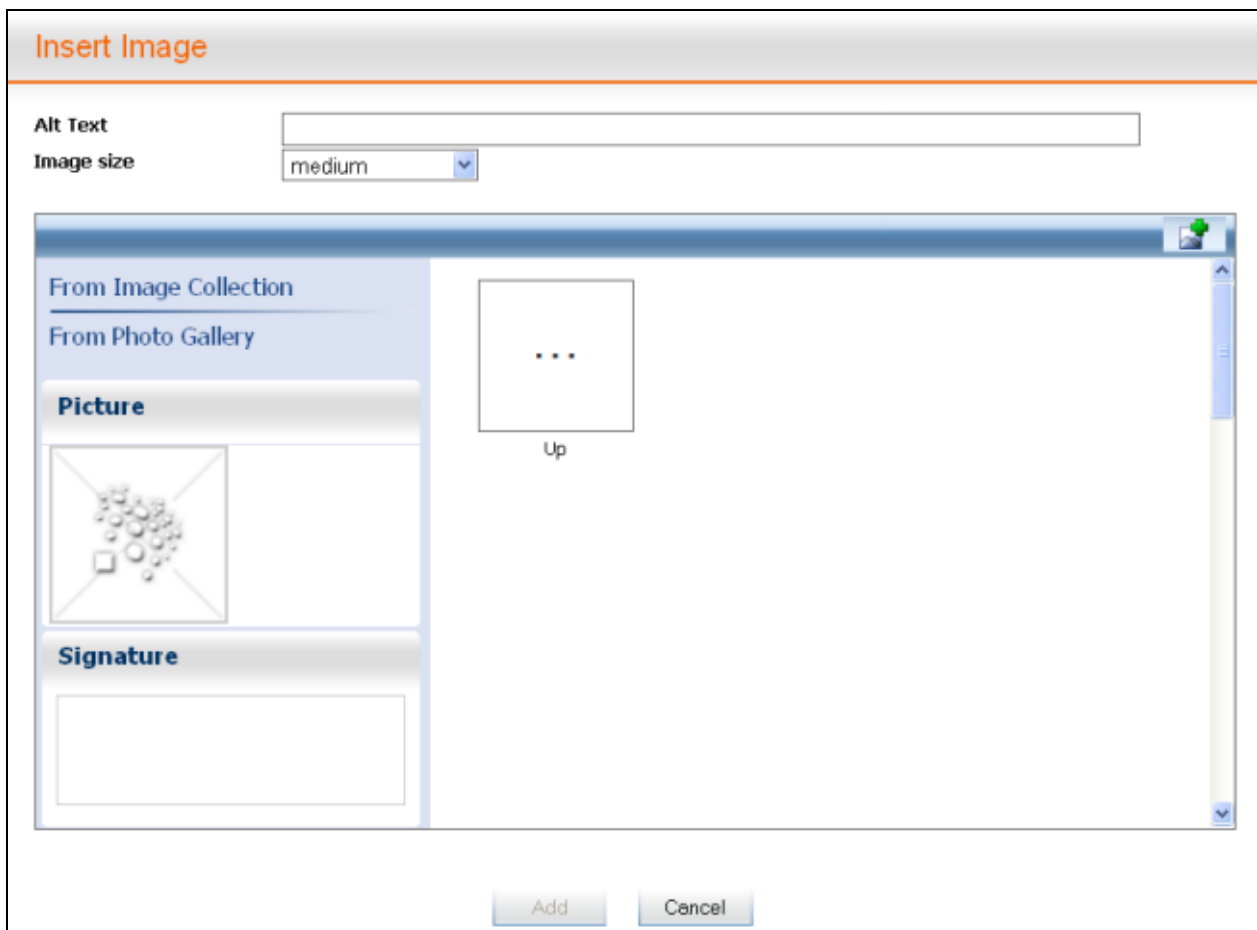 Insert Image
Alt Text
Image size
medium
From Image Collection
From Photo Gallery
Picture
Signature
...
Up
Add
Cancel